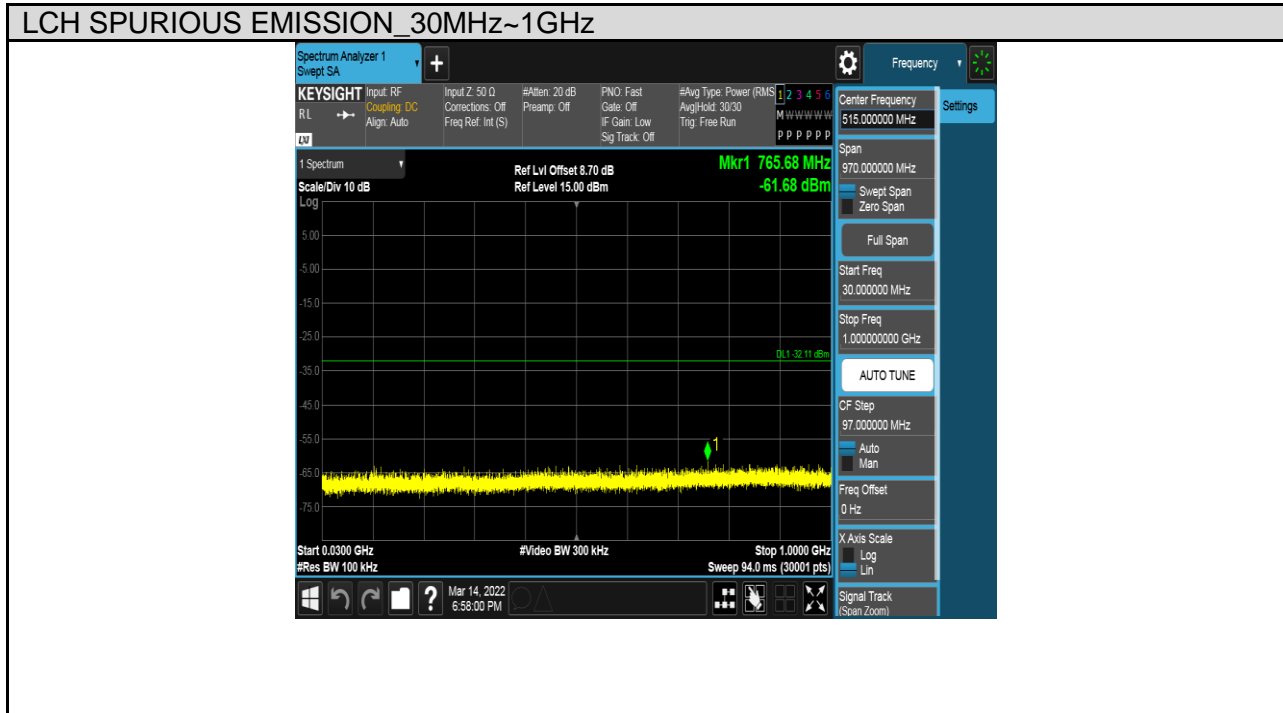 LCH SPURIOUS EMISSION_30MHz~1GHz
Spectrum Analyzer 1
Swept SA
Frequency
KEYSIGHT
RL
LXI
Input: RF
Coupling: DC
Align: Auto
Input Z: 50 Ω
Corrections: Off
Freq Ref: Int (S)
#Atten: 20 dB
Preamp: Off
PNO: Fast
Gate: Off
IF Gain: Low
Sig Track: Off
#Avg Type: Power (RMS
Avg|Hold: 30/30
Trig: Free Run
1 2 3 4 5 6
M W W W W W
P P P P P P
1 Spectrum
Scale/Div 10 dB
Log
Ref Lvl Offset 8.70 dB
Ref Level 15.00 dBm
Mkr1 765.68 MHz
-61.68 dBm
5.00
-5.00
-15.0
-25.0
DL1 -32.11 dBm
-35.0
-45.0
-55.0
1
-65.0
-75.0
Start 0.0300 GHz
#Res BW 100 kHz
#Video BW 300 kHz
Stop 1.0000 GHz
Sweep 94.0 ms (30001 pts)
Mar 14, 2022
6:58:00 PM
Center Frequency
515.000000 MHz
Span
970.000000 MHz
Swept Span
Zero Span
Full Span
Start Freq
30.000000 MHz
Stop Freq
1.000000000 GHz
AUTO TUNE
CF Step
97.000000 MHz
Auto
Man
Freq Offset
0 Hz
X Axis Scale
Log
Lin
Signal Track
(Span Zoom)
Settings